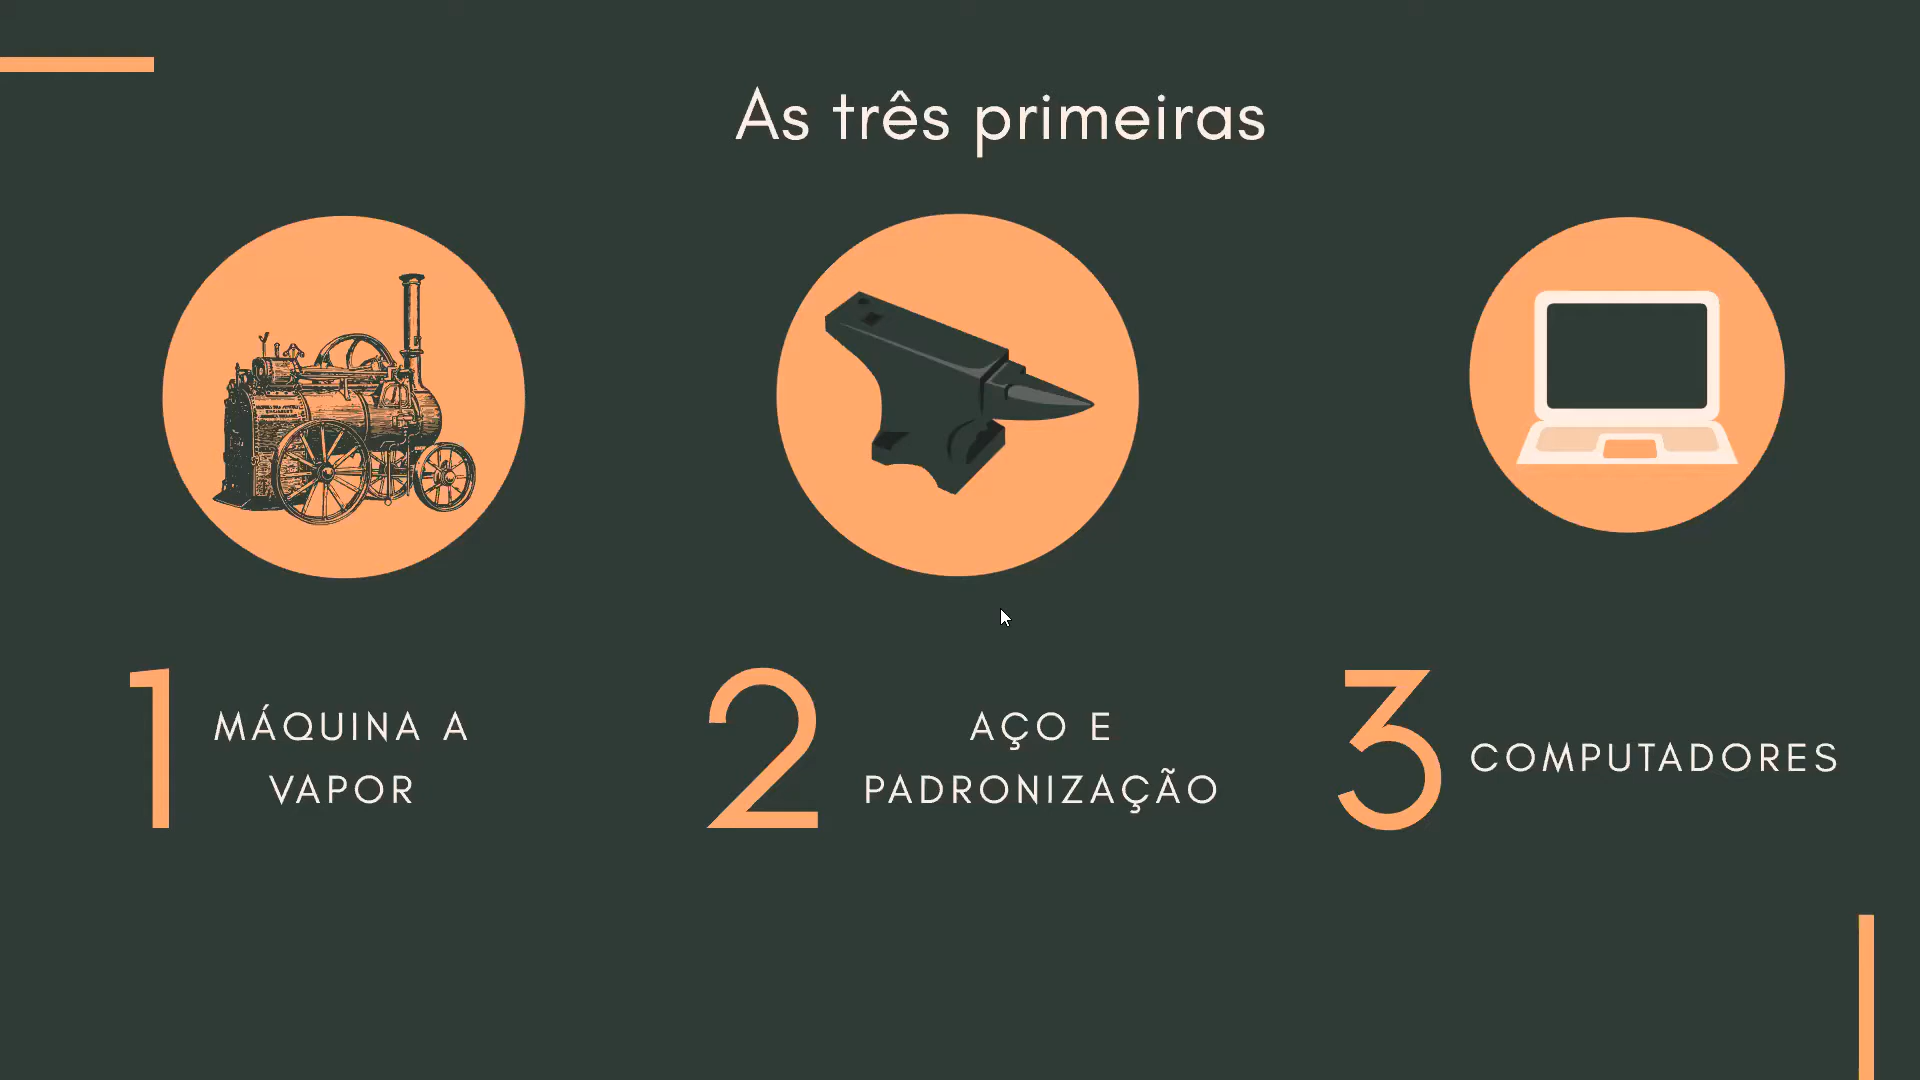 As três primeiras
1
MÁQUINA A
VAPOR
2
AÇO E
PADRONIZAÇÃO
3
COMPUTADORES